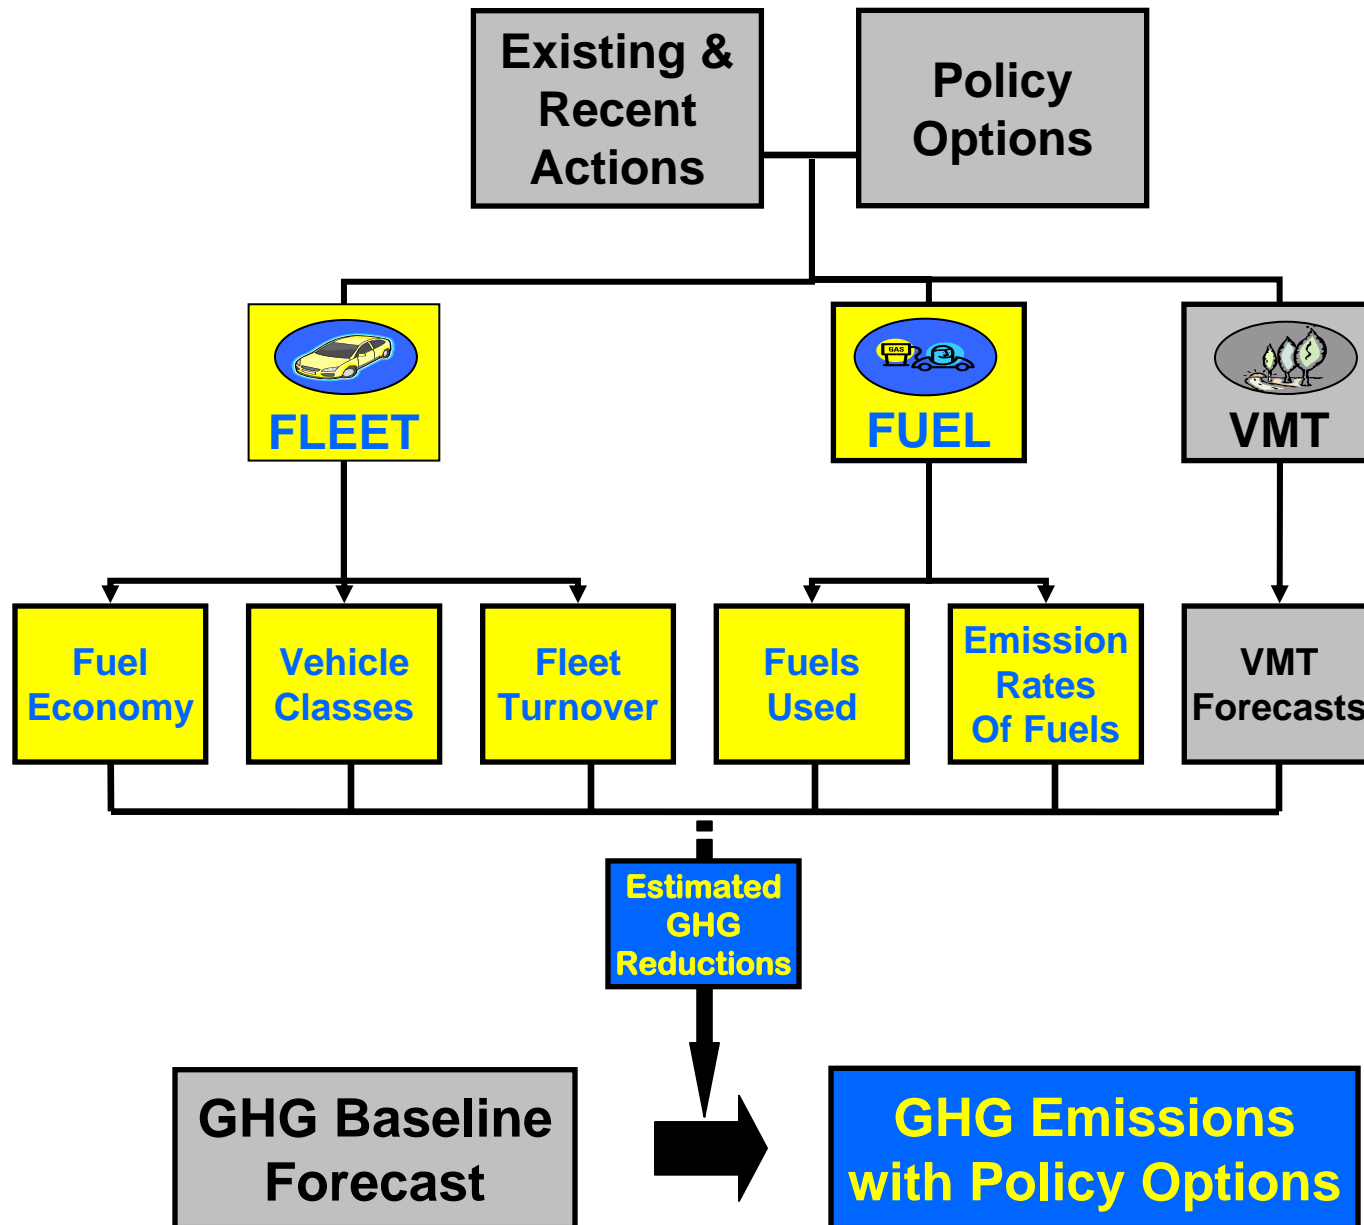 Existing &
Recent
Actions
Policy
Options
GAS
FLEET
FUEL
VMT
Fuel
Economy
Vehicle
Classes
Fleet
Turnover
Fuels
Used
Emission
Rates
Of Fuels
VMT
Forecasts
Estimated
GHG
Reductions
GHG Baseline
Forecast
GHG Emissions
with Policy Options